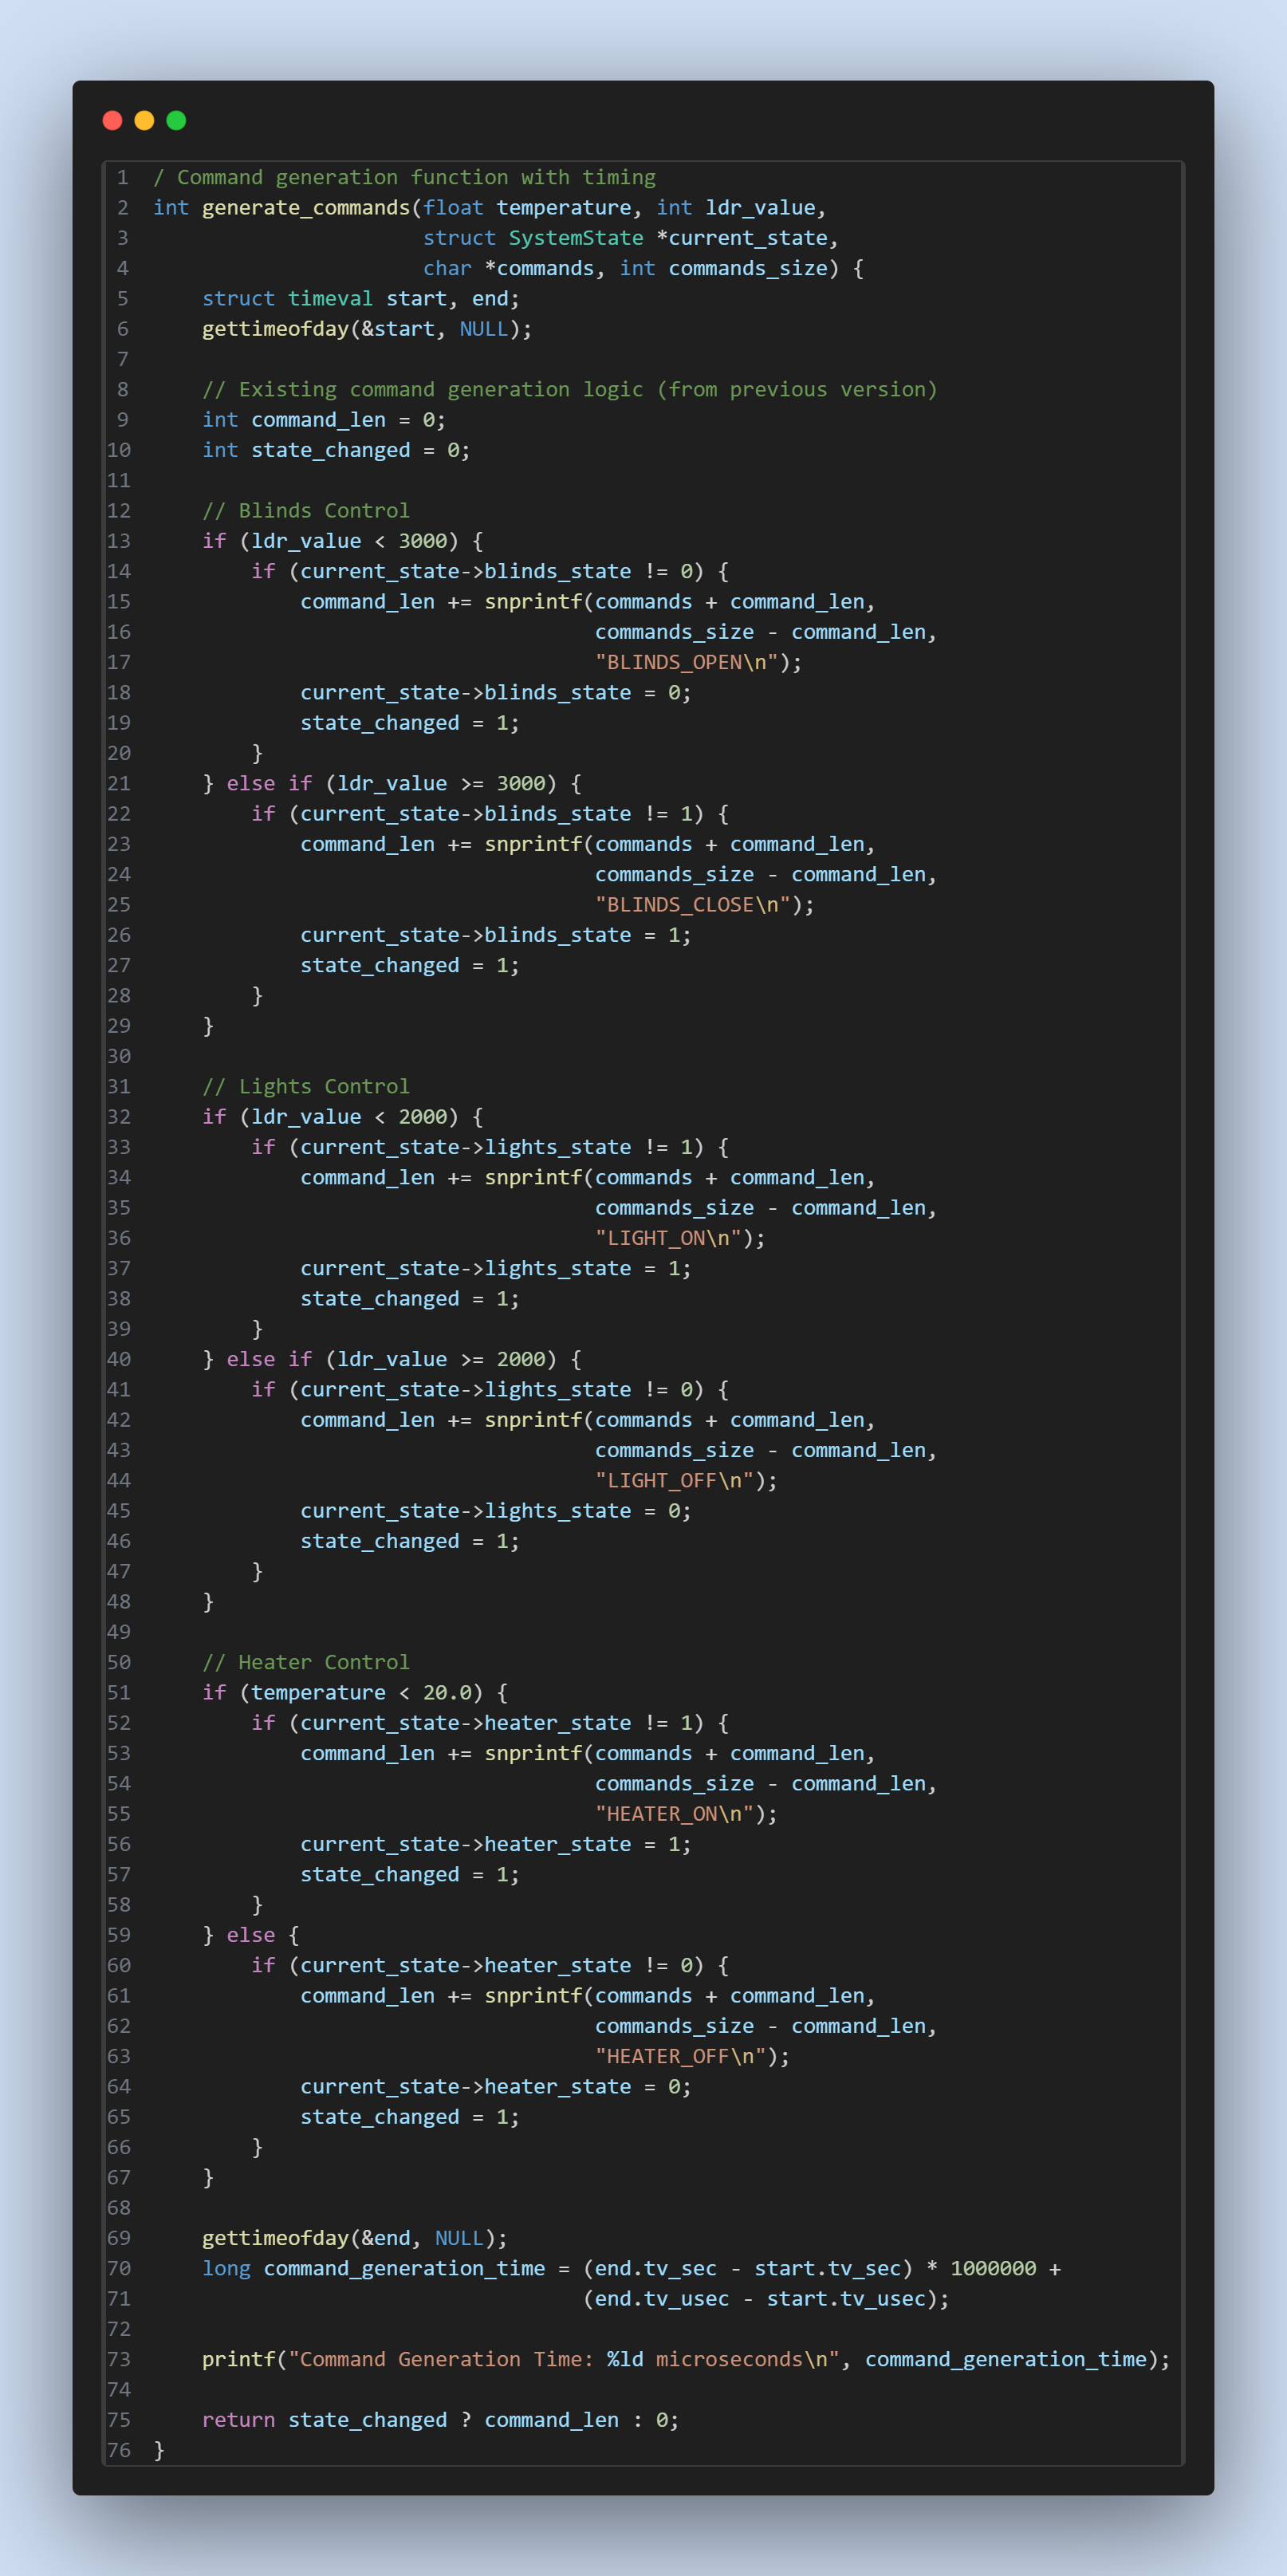 1 / Command generation function with timing
2 int generate_commands(float temperature, int ldr_value,
3                       struct SystemState *current_state,
4                       char *commands, int commands_size) {
5     struct timeval start, end;
6     gettimeofday(&start, NULL);
7
8     // Existing command generation logic (from previous version)
9     int command_len = 0;
10     int state_changed = 0;
11
12     // Blinds Control
13     if (ldr_value < 3000) {
14         if (current_state->blinds_state != 0) {
15             command_len += snprintf(commands + command_len,
16                                     commands_size - command_len,
17                                     "BLINDS_OPEN\n");
18             current_state->blinds_state = 0;
19             state_changed = 1;
20         }
21     } else if (ldr_value >= 3000) {
22         if (current_state->blinds_state != 1) {
23             command_len += snprintf(commands + command_len,
24                                     commands_size - command_len,
25                                     "BLINDS_CLOSE\n");
26             current_state->blinds_state = 1;
27             state_changed = 1;
28         }
29     }
30
31     // Lights Control
32     if (ldr_value < 2000) {
33         if (current_state->lights_state != 1) {
34             command_len += snprintf(commands + command_len,
35                                     commands_size - command_len,
36                                     "LIGHT_ON\n");
37             current_state->lights_state = 1;
38             state_changed = 1;
39         }
40     } else if (ldr_value >= 2000) {
41         if (current_state->lights_state != 0) {
42             command_len += snprintf(commands + command_len,
43                                     commands_size - command_len,
44                                     "LIGHT_OFF\n");
45             current_state->lights_state = 0;
46             state_changed = 1;
47         }
48     }
49
50     // Heater Control
51     if (temperature < 20.0) {
52         if (current_state->heater_state != 1) {
53             command_len += snprintf(commands + command_len,
54                                     commands_size - command_len,
55                                     "HEATER_ON\n");
56             current_state->heater_state = 1;
57             state_changed = 1;
58         }
59     } else {
60         if (current_state->heater_state != 0) {
61             command_len += snprintf(commands + command_len,
62                                     commands_size - command_len,
63                                     "HEATER_OFF\n");
64             current_state->heater_state = 0;
65             state_changed = 1;
66         }
67     }
68
69     gettimeofday(&end, NULL);
70     long command_generation_time = (end.tv_sec - start.tv_sec) * 1000000 +
71                                    (end.tv_usec - start.tv_usec);
72
73     printf("Command Generation Time: %ld microseconds\n", command_generation_time);
74
75     return state_changed ? command_len : 0;
76 }